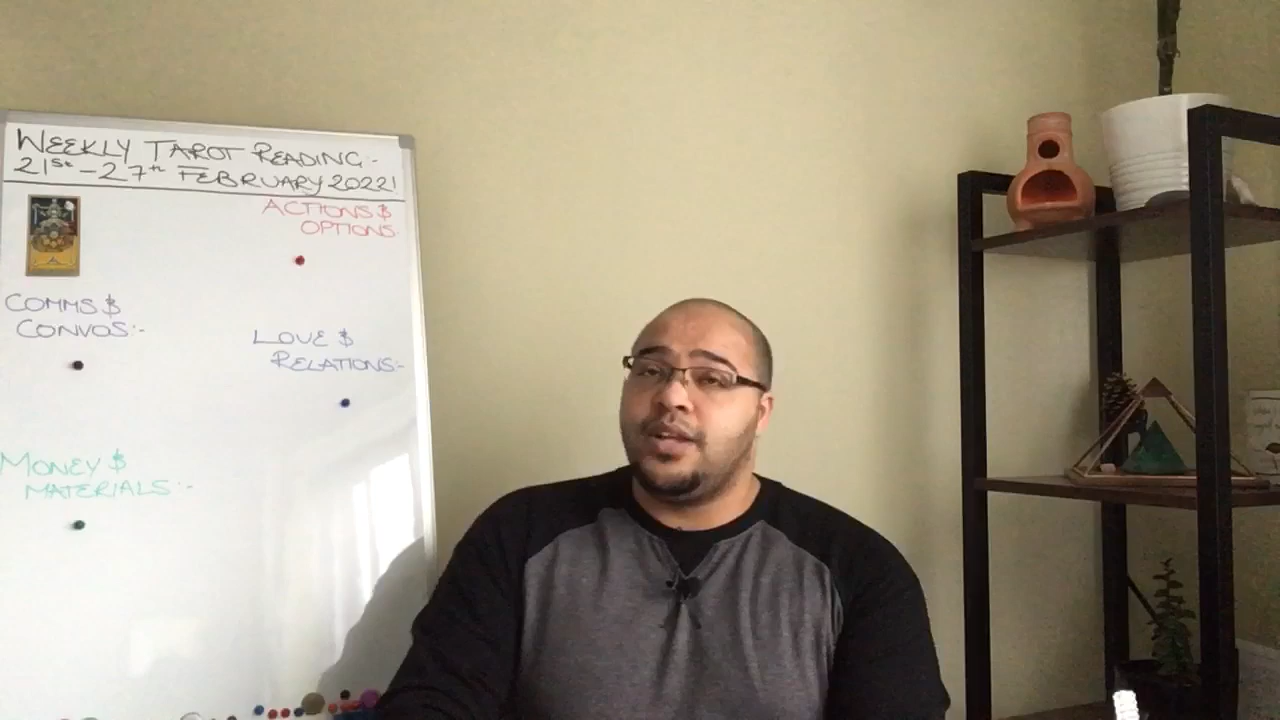 WEEKLY TAROT READING:-
21st - 27th FEBRUARY 2022!
ACTIONS &
OPTIONS:-
COMMS &
CONVOS:-
LOVE &
RELATIONS:-
MONEY &
MATERIALS:-